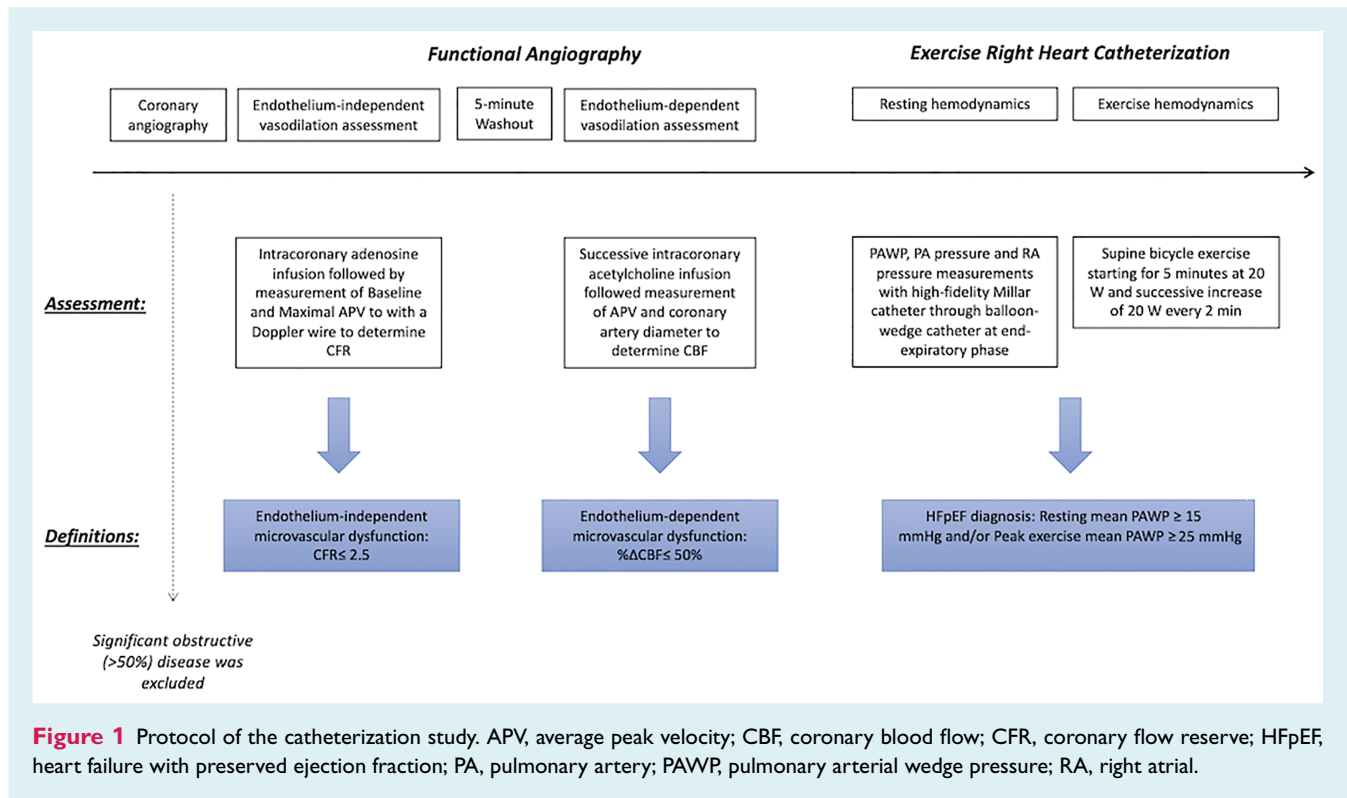 Functional Angiography
Exercise Right Heart Catheterization
Coronary
angiography
Endothelium-independent
vasodilation assessment
5-minute
Washout
Endothelium-dependent
vasodilation assessment
Resting hemodynamics
Exercise hemodynamics
Assessment:
Intracoronary adenosine
infusion followed by
measurement of Baseline
and Maximal APV to with a
Doppler wire to determine
CFR
Successive intracoronary
acetylcholine infusion
followed measurement
of APV and coronary
artery diameter to
determine CBF
PAWP, PA pressure and RA
pressure measurements
with high-fidelity Millar
catheter through balloon-
wedge catheter at end-
expiratory phase
Supine bicycle exercise
starting for 5 minutes at 20
W and successive increase
of 20 W every 2 min
Definitions:
Endothelium-independent
microvascular dysfunction:
CFR≤ 2.5
Endothelium-dependent
microvascular dysfunction:
%ΔCBF≤ 50%
HFpEF diagnosis: Resting mean PAWP ≥ 15
mmHg and/or Peak exercise mean PAWP ≥25 mmHg
Significant obstructive
(>50%) disease was
excluded
Figure 1 Protocol of the catheterization study. APV, average peak velocity; CBF, coronary blood flow; CFR, coronary flow reserve; HFpEF,
heart failure with preserved ejection fraction; PA, pulmonary artery; PAWP, pulmonary arterial wedge pressure; RA, right atrial.